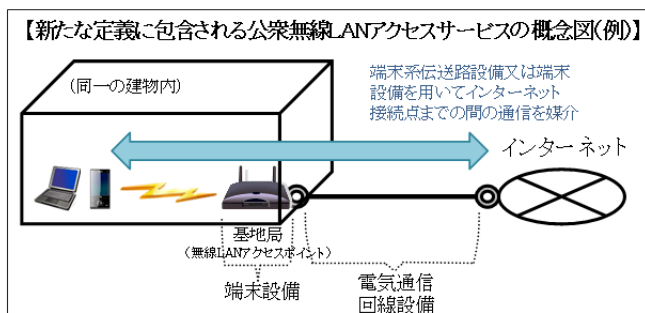 【新たな定義に包含される公衆無線LANアクセスサービスの概念図(例)】
(同一の建物内)
端末系伝送路設備又は端末
設備を用いてインターネット
接続点までの間の通信を媒介
インターネット
基地局
(無線LANアクセスポイント)
端末設備
電気通信
回線設備